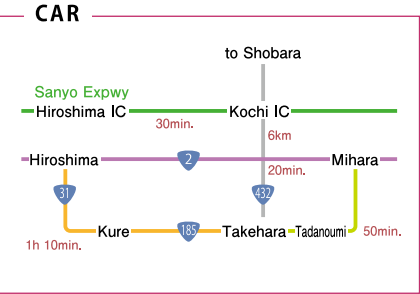 CAR
to Shobara
Sanyo Expwy
Hiroshima IC
Kochi IC
30min.
6km
Hiroshima
2
Mihara
20min.
31
432
Kure
185
Takehara
Tadanoumi
50min.
1h 10min.